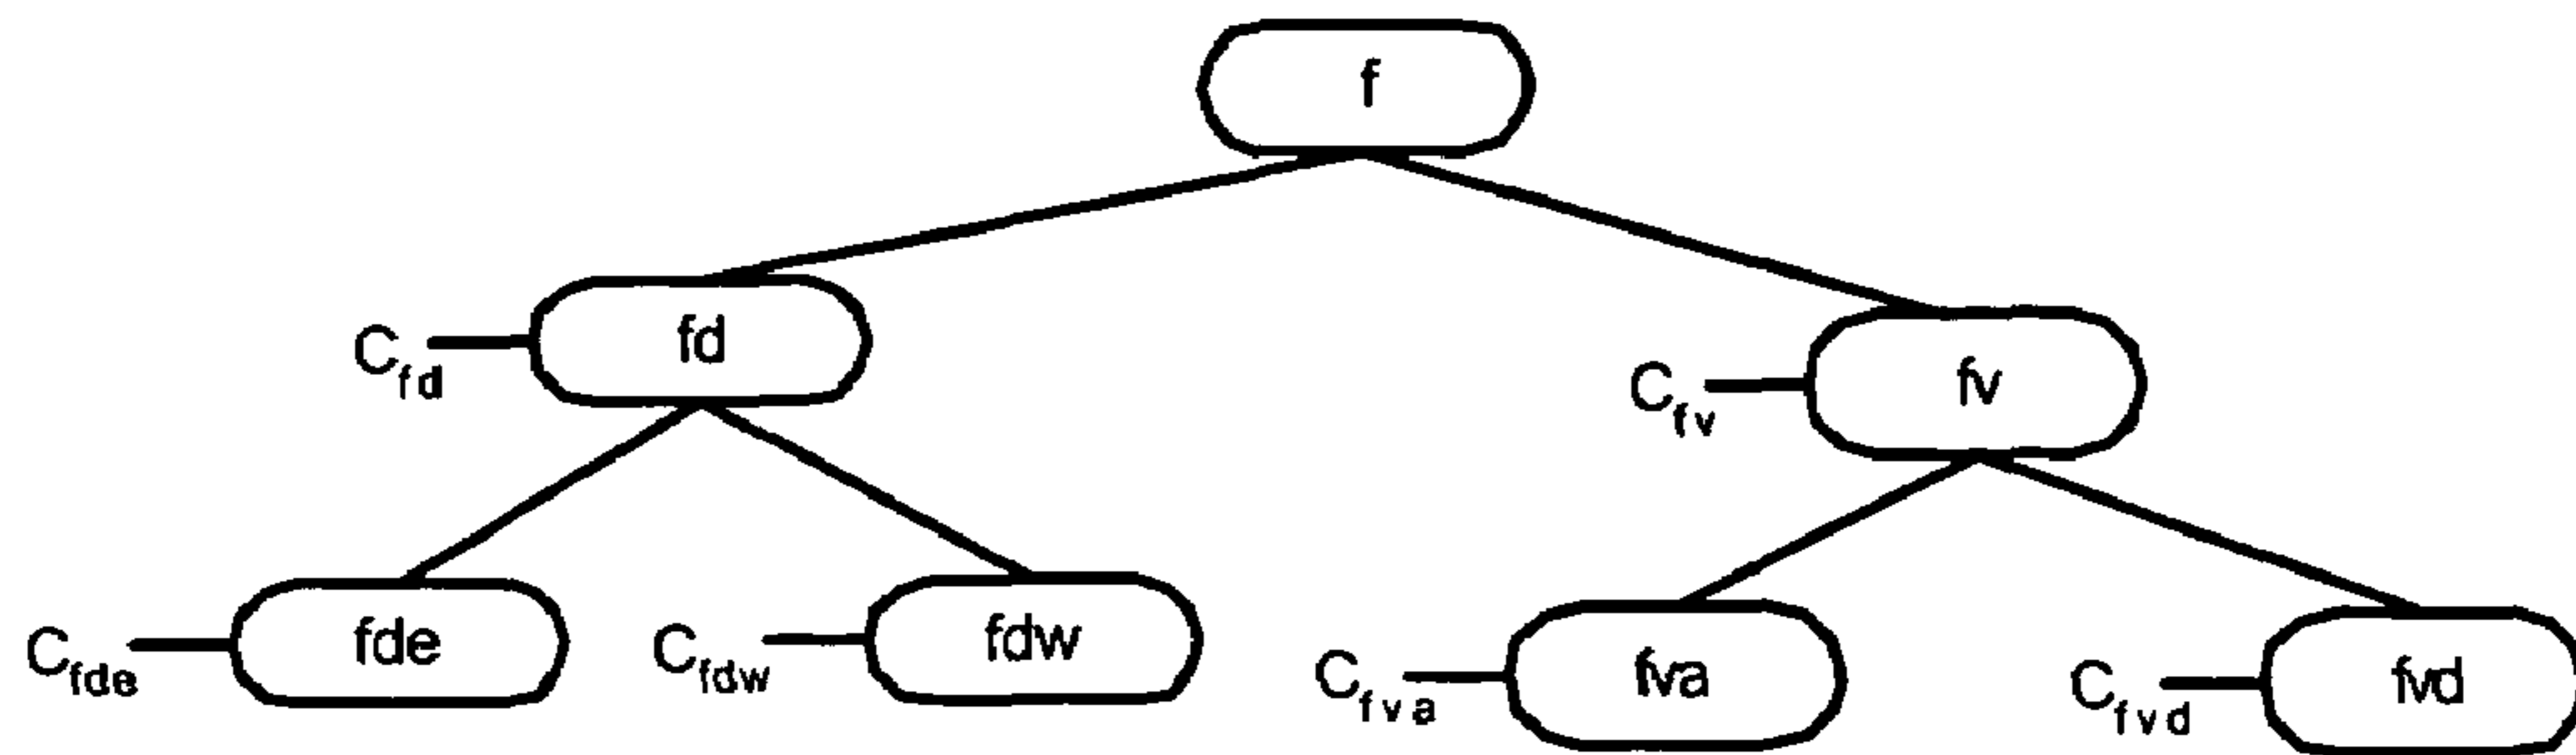 f
C_fd fd
C_fv fv
C_fde fde
C_fdw fdw
C_fva fva
C_fvd fvd